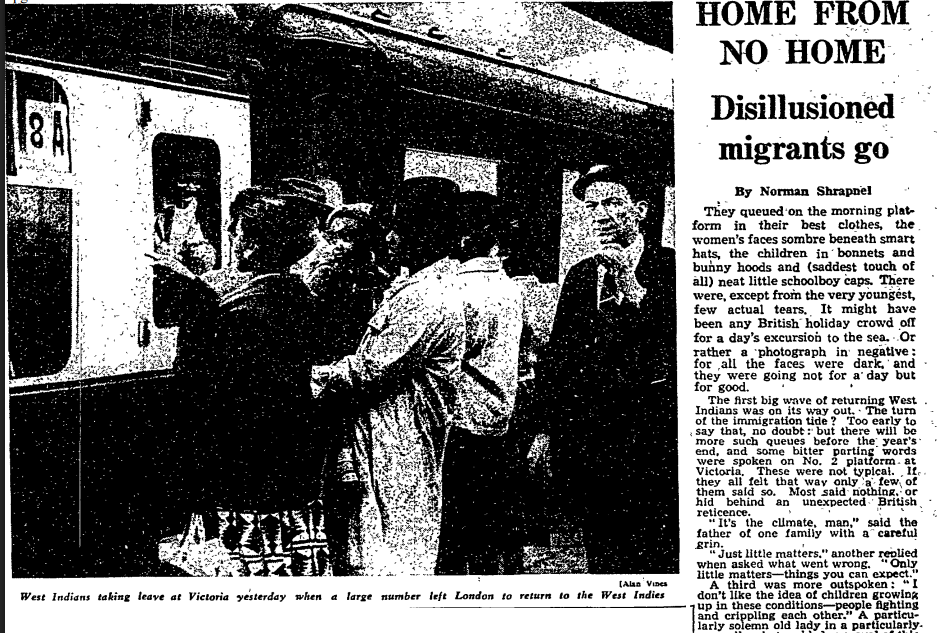 8A
[Alan Vines
West Indians taking leave at Victoria yesterday when a large number left London to return to the West Indies
HOME FROM
NO HOME
Disillusioned
migrants go
By Norman Shrapnel
They queued on the morning plat-
form in their best clothes, the
women's faces sombre beneath smart
hats, the children in bonnets and
bunny hoods and (saddest touch of
all) neat little schoolboy caps. There
were, except from the very youngest,
few actual tears. It might have
been any British holiday crowd off
for a day's excursion to the sea. Or
rather a photograph in negative:
for all the faces were dark, and
they were going not for a day but
for good.
The first big wave of returning West
Indians was on its way out. The turn
of the immigration tide? Too early to
say that, no doubt: but there will be
more such queues before the year's
end, and some bitter parting words
were spoken on No. 2 platform at
Victoria. These were not typical. If
they all felt that way only a few of
them said so. Most said nothing, or
hid behind an unexpected British
reticence.
"It's the climate, man," said the
father of one family with a careful
grin.
"Just little matters," another replied
when asked what went wrong. "Only
little matters—things you can expect."
A third was more outspoken: "I
don't like the idea of children growing
up in these conditions—people fighting
and crippling each other." A particu-
larly solemn old lady in a particularly